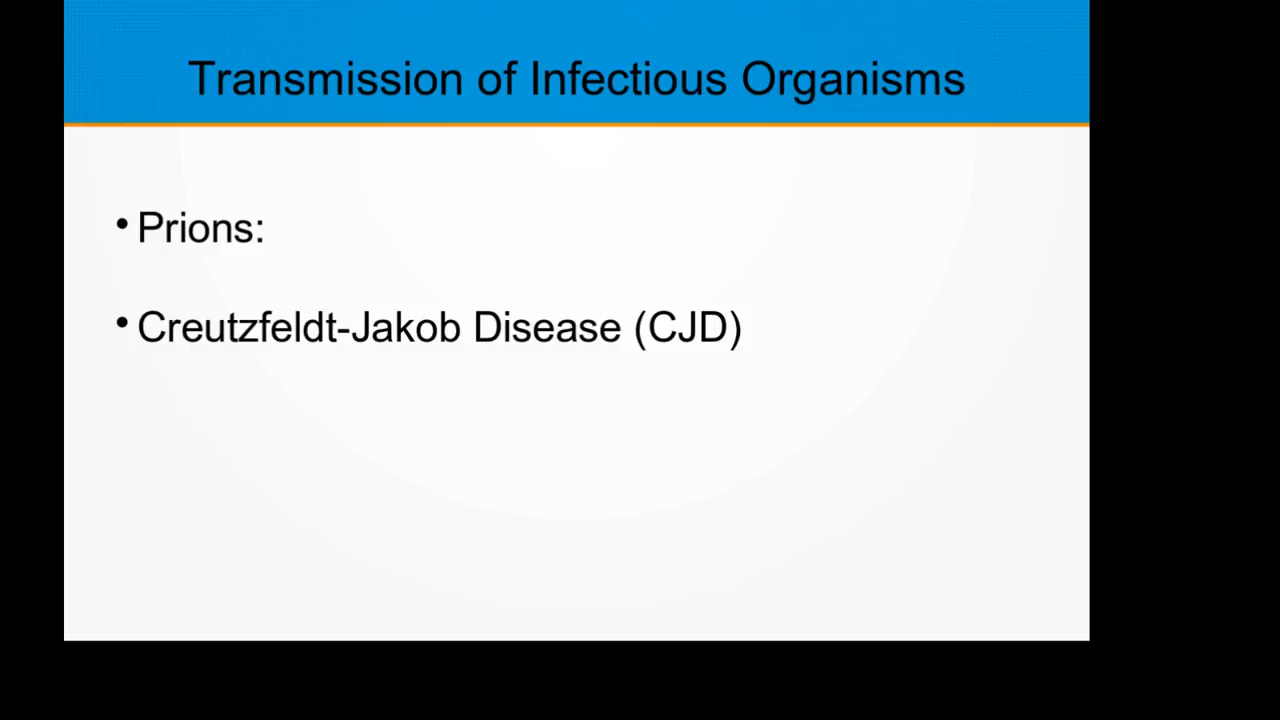 Transmission of Infectious Organisms
• Prions:
• Creutzfeldt-Jakob Disease (CJD)